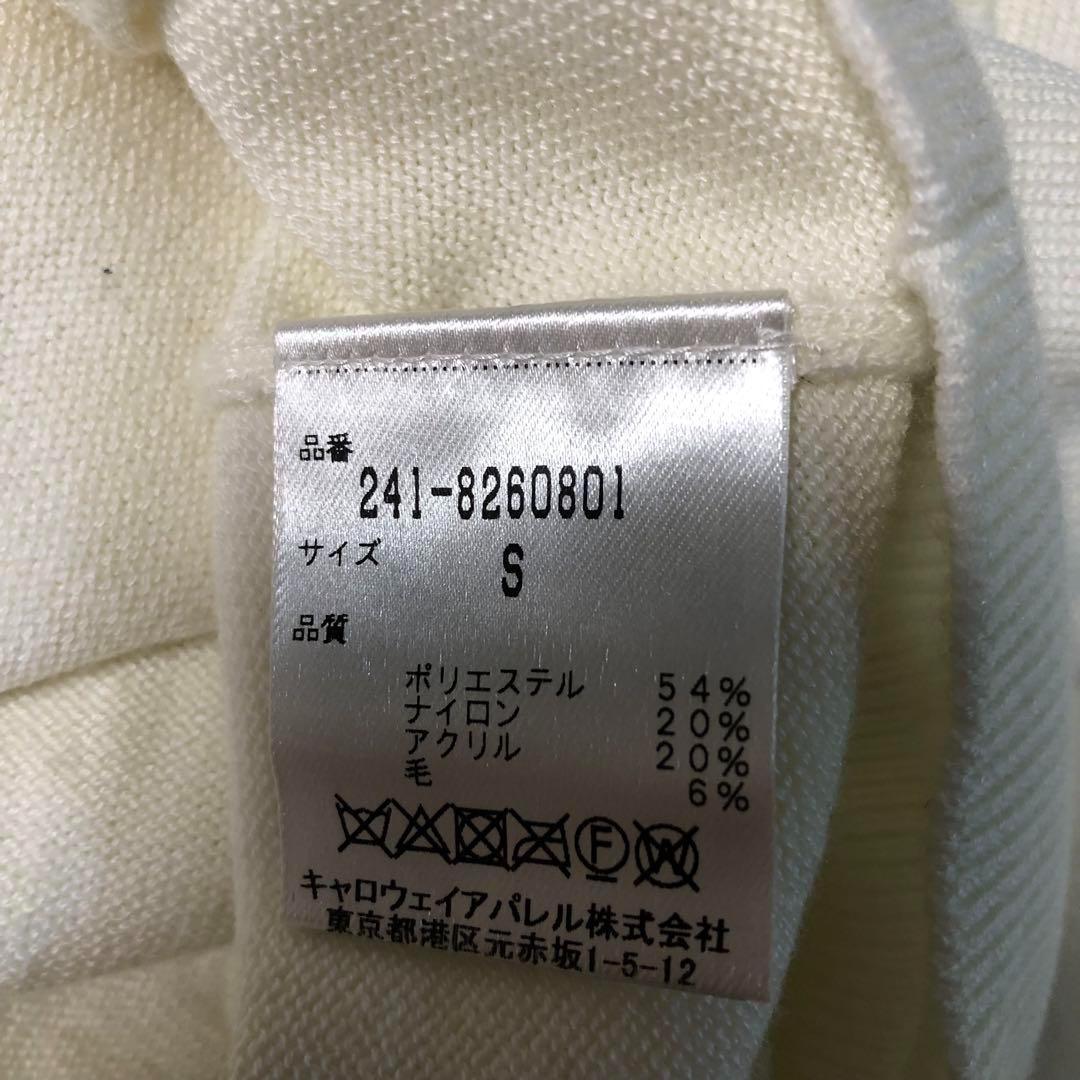 品番
241-8260801
サイズ
S
品質
ポリエステル 54%
ナイロン 20%
アクリル 20%
毛 6%
F W
キャロウェイアパレル株式会社
東京都港区元赤坂1-5-12